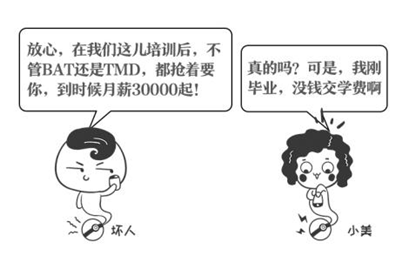 放心，在我们这儿培训后，不
管BAT还是TMD，都抢着要
你，到时候月薪30000起！
真的吗？可是，我刚
毕业，没钱交学费啊
坏人
小美